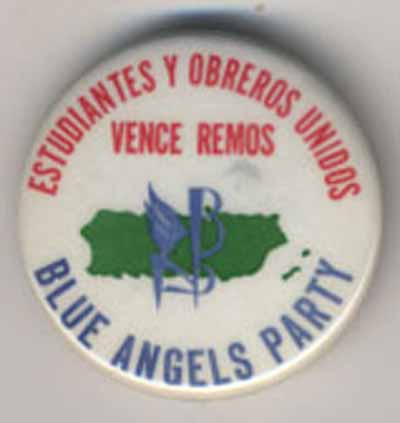 ESTUDIANTES Y OBREROS UNIDOS
VENCE REMOS
BLUE ANGELS PARTY